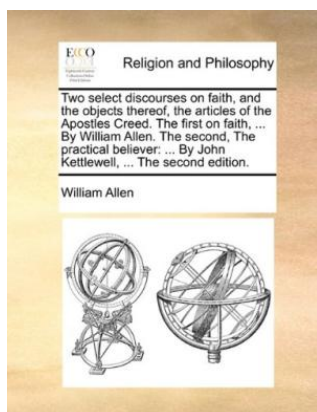 ECCO
Religion and Philosophy
Two select discourses on faith, and
the objects thereof, the articles of the
Apostles Creed. The first on faith, ...
By William Allen. The second, The
practical believer: ... By John
Kettlewell, ... The second edition.
William Allen